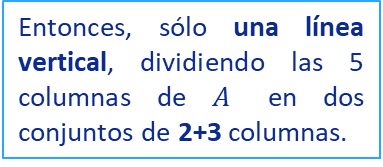 Entonces, sólo una línea
vertical, dividiendo las 5
columnas de A en dos
conjuntos de 2+3 columnas.